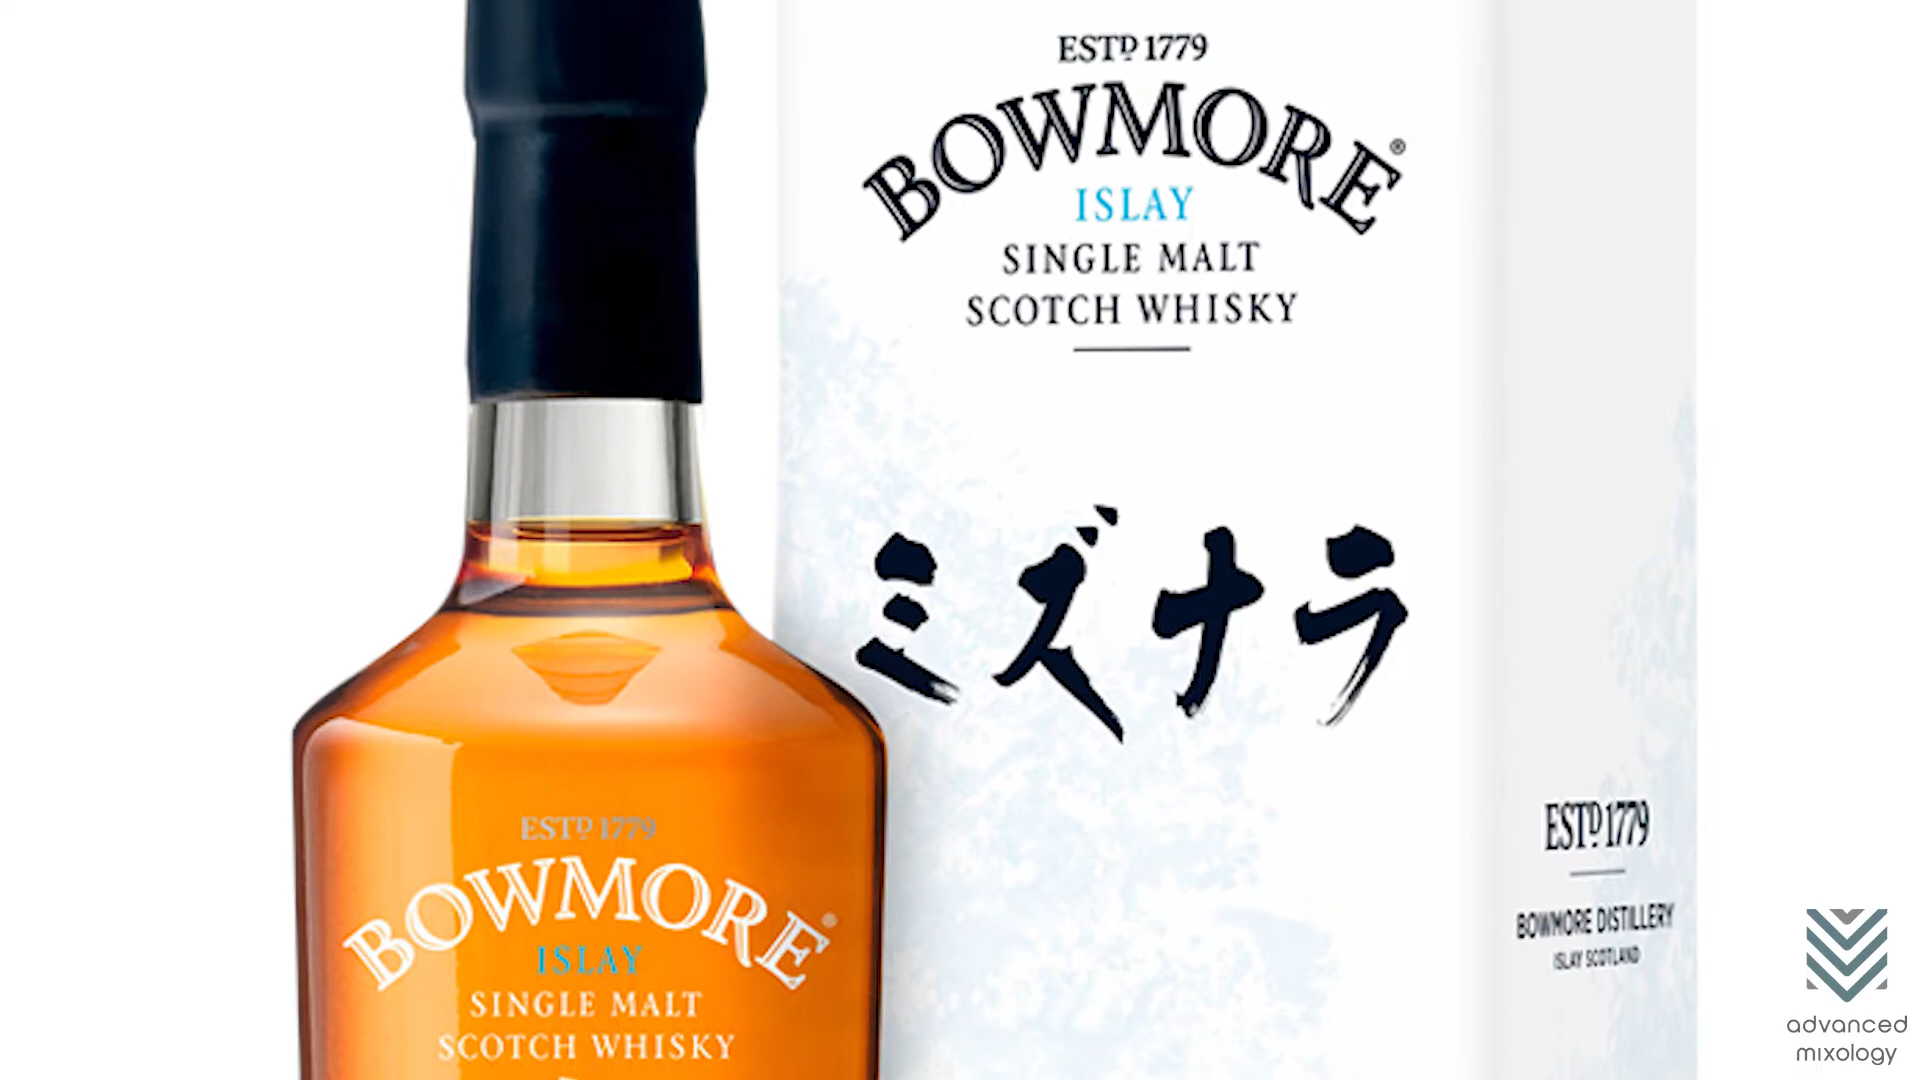 ESTD 1779
BOWMORE®
ISLAY
SINGLE MALT
SCOTCH WHISKY
ミズナラ
ESTD 1779
BOWMORE®
ISLAY
SINGLE MALT
SCOTCH WHISKY
ESTD 1779
BOWMORE DISTILLERY
ISLAY SCOTLAND
advanced
mixology